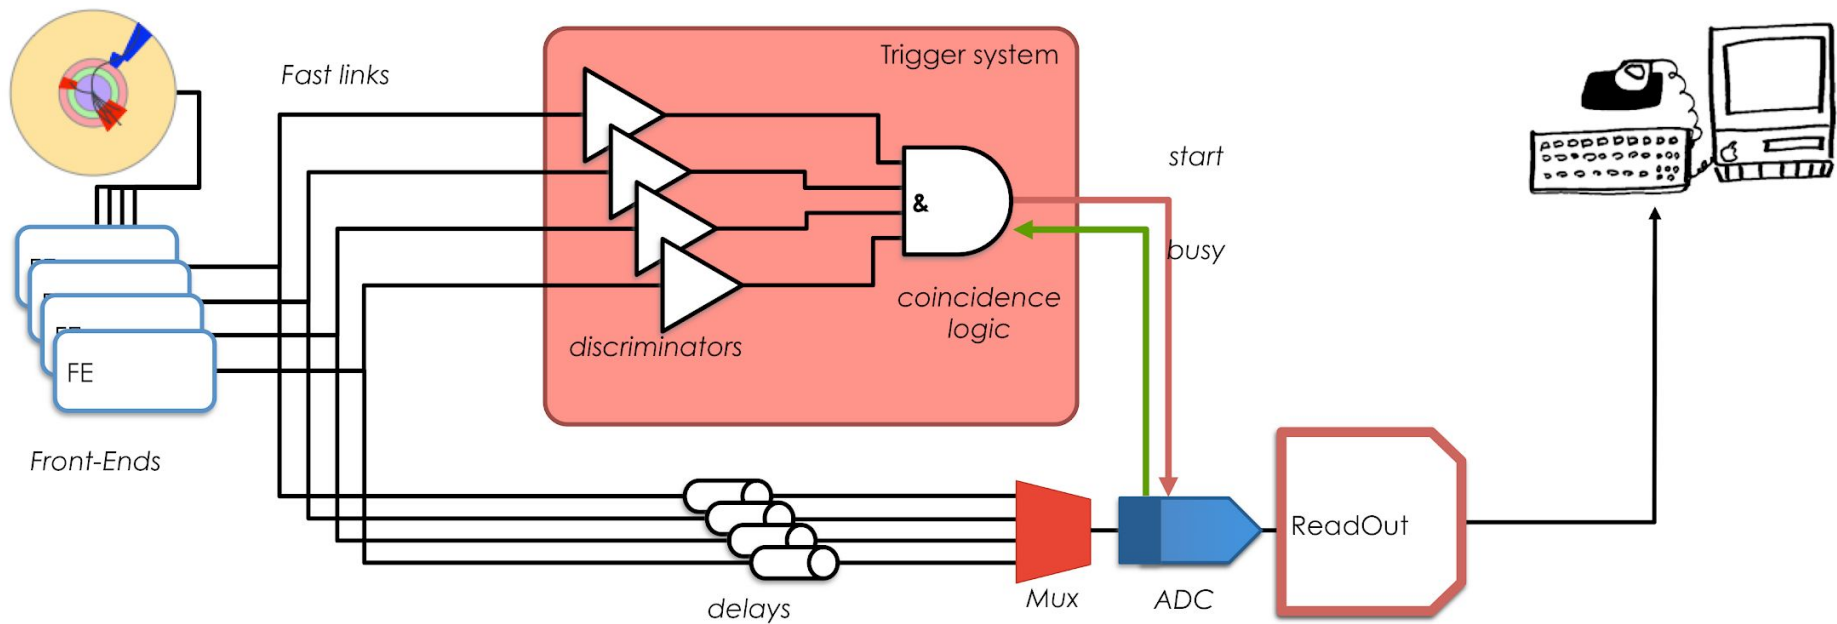 Trigger system
Fast links
start
&
busy
coincidence
logic
discriminators
FE
Front-Ends
ReadOut
delays
Mux
ADC